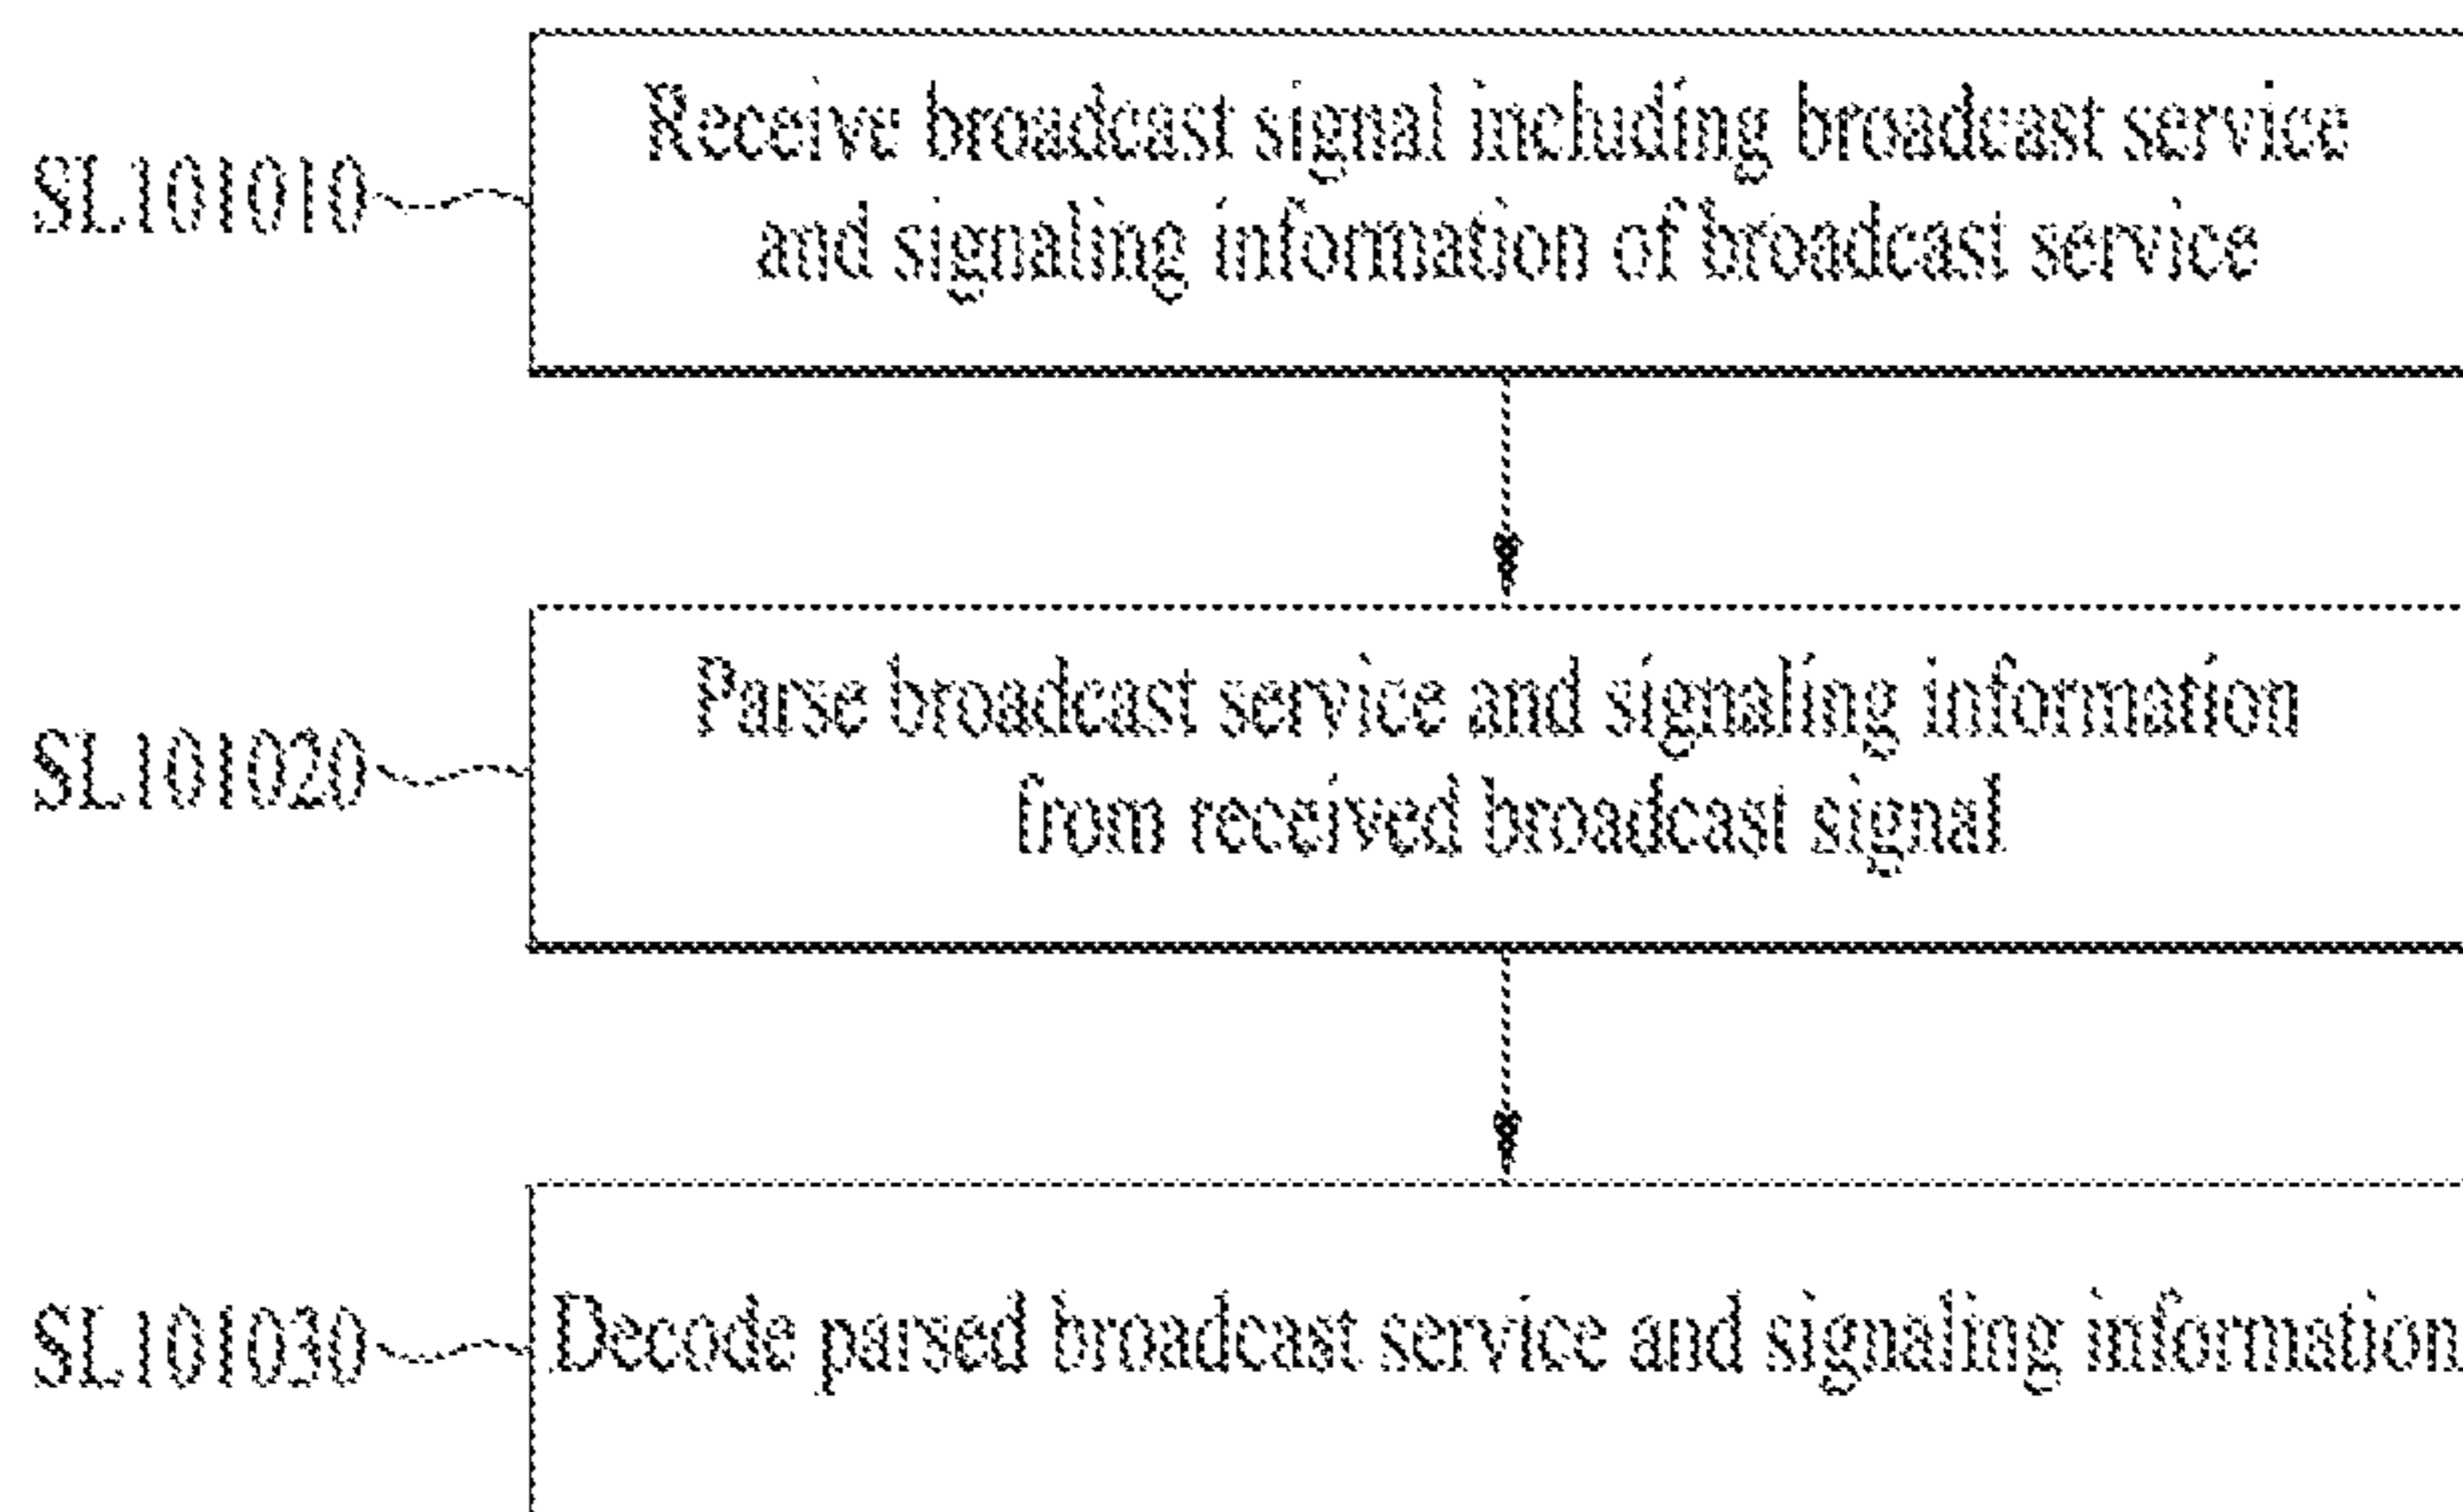 SL101010
Receive broadcast signal including broadcast service
and signaling information of broadcast service
SL101020
Parse broadcast service and signaling information
from received broadcast signal
SL101030
Decode parsed broadcast service and signaling information